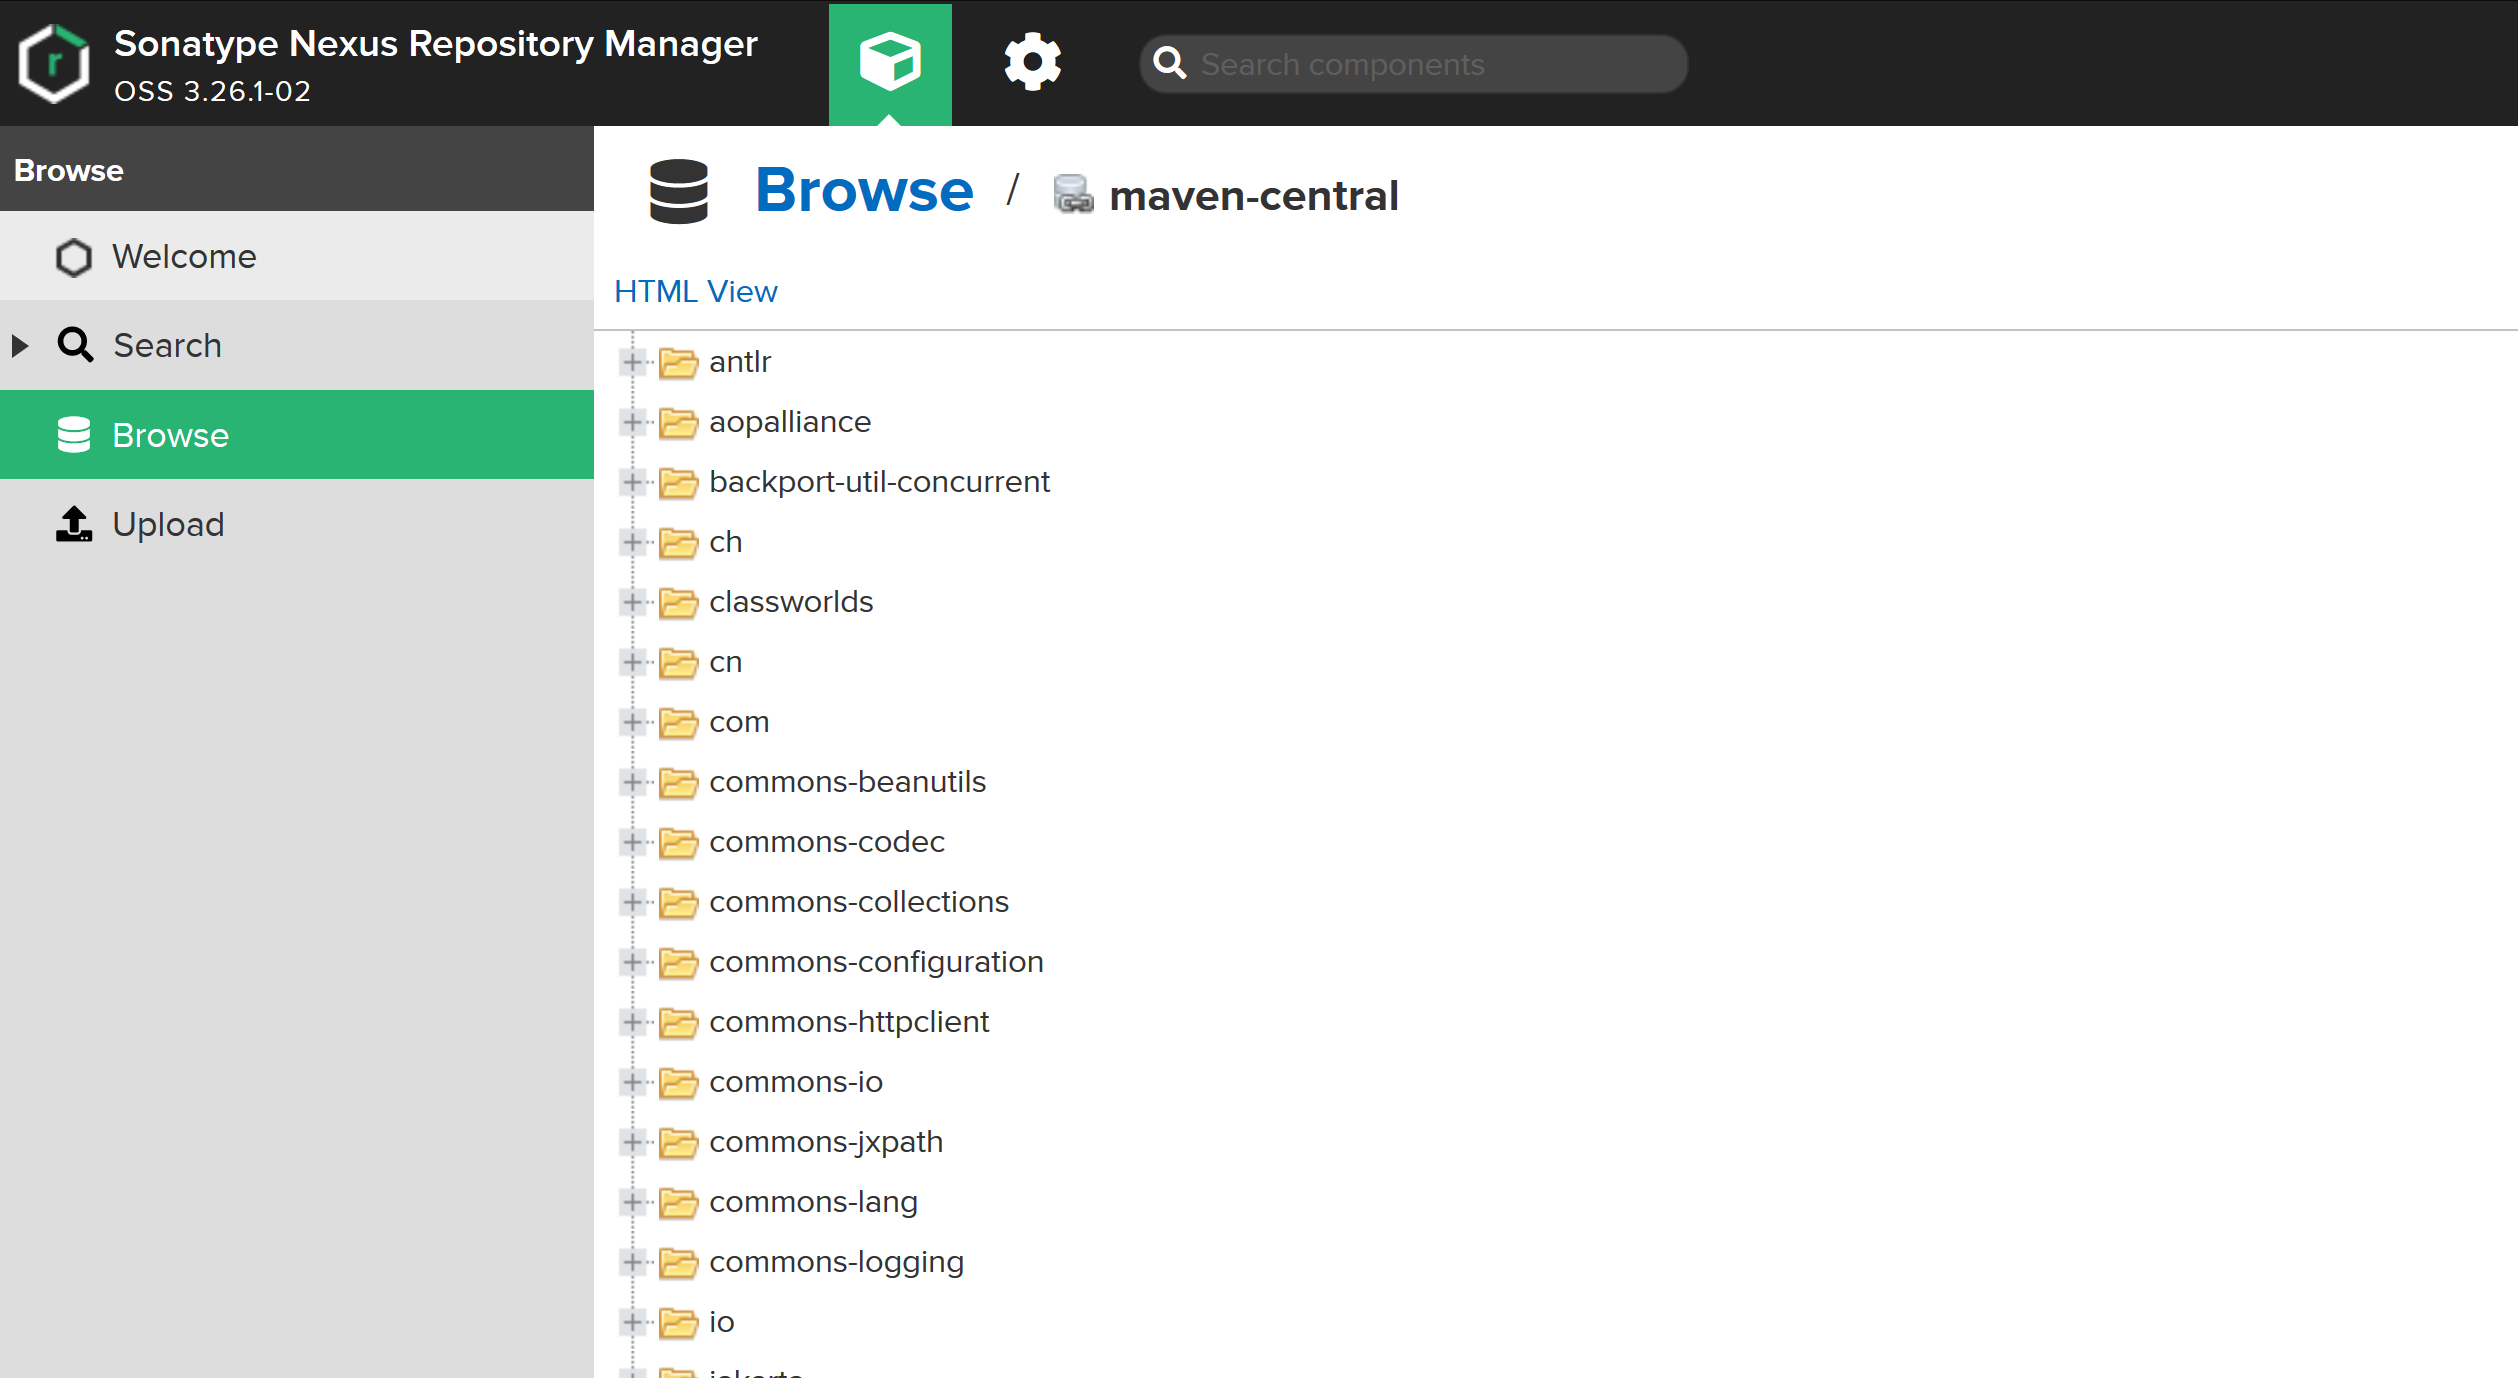 Sonatype Nexus Repository Manager
OSS 3.26.1-02
Search components
Browse
Welcome
Search
Browse
Upload
Browse / maven-central
HTML View
antlr
aopalliance
backport-util-concurrent
ch
classworlds
cn
com
commons-beanutils
commons-codec
commons-collections
commons-configuration
commons-httpclient
commons-io
commons-jxpath
commons-lang
commons-logging
io